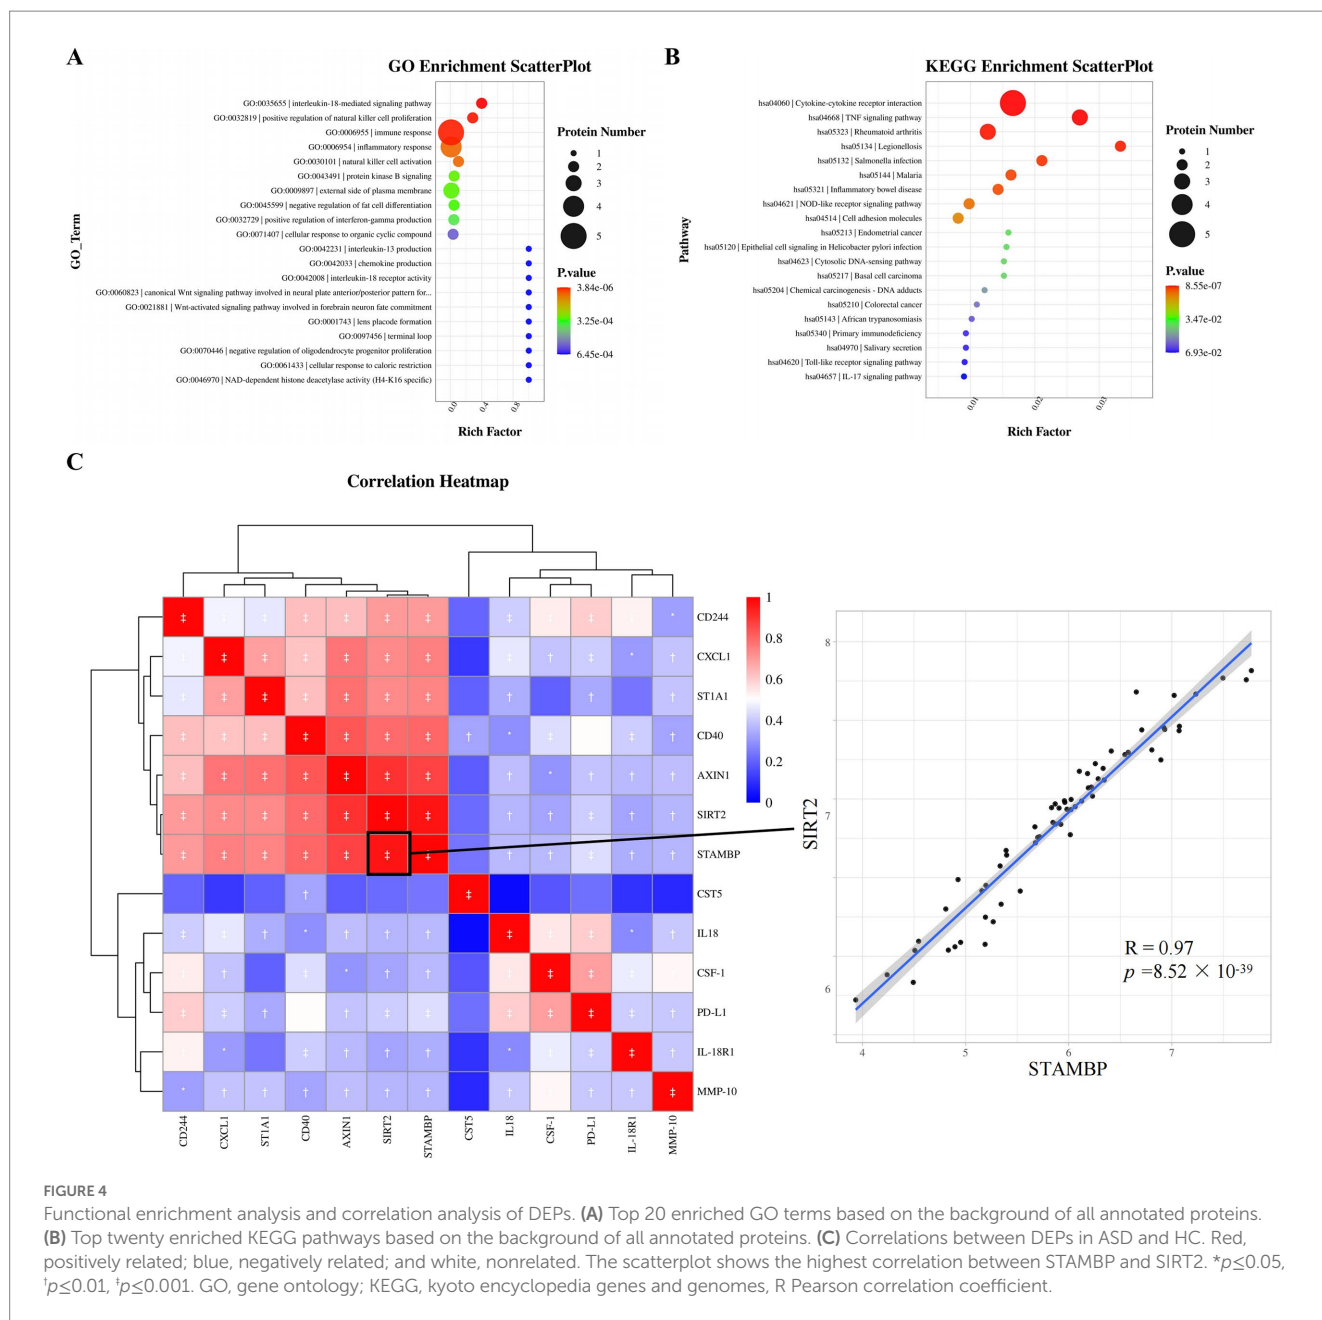 A
GO Enrichment ScatterPlot
GO_Term
GO:0035655 | interleukin-18-mediated signaling pathway
GO:0032819 | positive regulation of natural killer cell proliferation
GO:0006955 | immune response
GO:0006954 | inflammatory response
GO:0030101 | natural killer cell activation
GO:0043491 | protein kinase B signaling
GO:0009897 | external side of plasma membrane
GO:0045599 | negative regulation of fat cell differentiation
GO:0032729 | positive regulation of interferon-gamma production
GO:0071407 | cellular response to organic cyclic compound
GO:0042231 | interleukin-13 production
GO:0042033 | chemokine production
GO:0042008 | interleukin-18 receptor activity
GO:0060823 | canonical Wnt signaling pathway involved in neural plate anterior/posterior pattern for...
GO:0021881 | Wnt-activated signaling pathway involved in forebrain neuron fate commitment
GO:0001743 | lens placode formation
GO:0097456 | terminal loop
GO:0070446 | negative regulation of oligodendrocyte progenitor proliferation
GO:0061433 | cellular response to caloric restriction
GO:0046970 | NAD-dependent histone deacetylase activity (H4-K16 specific)
0.0 0.4 0.8
Rich Factor
Protein Number
1
2
3
4
5
P.value
3.84e-06
3.25e-04
6.45e-04
B
KEGG Enrichment ScatterPlot
Pathway
hsa04060 | Cytokine-cytokine receptor interaction
hsa04668 | TNF signaling pathway
hsa05323 | Rheumatoid arthritis
hsa05134 | Legionellosis
hsa05132 | Salmonella infection
hsa05144 | Malaria
hsa05321 | Inflammatory bowel disease
hsa04621 | NOD-like receptor signaling pathway
hsa04514 | Cell adhesion molecules
hsa05213 | Endometrial cancer
hsa05120 | Epithelial cell signaling in Helicobacter pylori infection
hsa04623 | Cytosolic DNA-sensing pathway
hsa05217 | Basal cell carcinoma
hsa05204 | Chemical carcinogenesis - DNA adducts
hsa05210 | Colorectal cancer
hsa05143 | African trypanosomiasis
hsa05340 | Primary immunodeficiency
hsa04970 | Salivary secretion
hsa04620 | Toll-like receptor signaling pathway
hsa04657 | IL-17 signaling pathway
0.01 0.02 0.03
Rich Factor
Protein Number
1
2
3
4
5
P.value
8.55e-07
3.47e-02
6.93e-02
C
Correlation Heatmap
CD244
CXCL1
ST1A1
CD40
AXIN1
SIRT2
STAMBP
CST5
IL18
CSF-1
PD-L1
IL-18R1
MMP-10
CD244 CXCL1 ST1A1 CD40 AXIN1 SIRT2 STAMBP CST5 IL18 CSF-1 PD-L1 IL-18R1 MMP-10
1
0.8
0.6
0.4
0.2
0
SIRT2
8
7
6
R = 0.97
p =8.52 × 10-39
4 5 6 7
STAMBP
FIGURE 4
Functional enrichment analysis and correlation analysis of DEPs. (A) Top 20 enriched GO terms based on the background of all annotated proteins.
(B) Top twenty enriched KEGG pathways based on the background of all annotated proteins. (C) Correlations between DEPs in ASD and HC. Red,
positively related; blue, negatively related; and white, nonrelated. The scatterplot shows the highest correlation between STAMBP and SIRT2. *p≤0.05,
†p≤0.01, ‡p≤0.001. GO, gene ontology; KEGG, kyoto encyclopedia genes and genomes, R Pearson correlation coefficient.